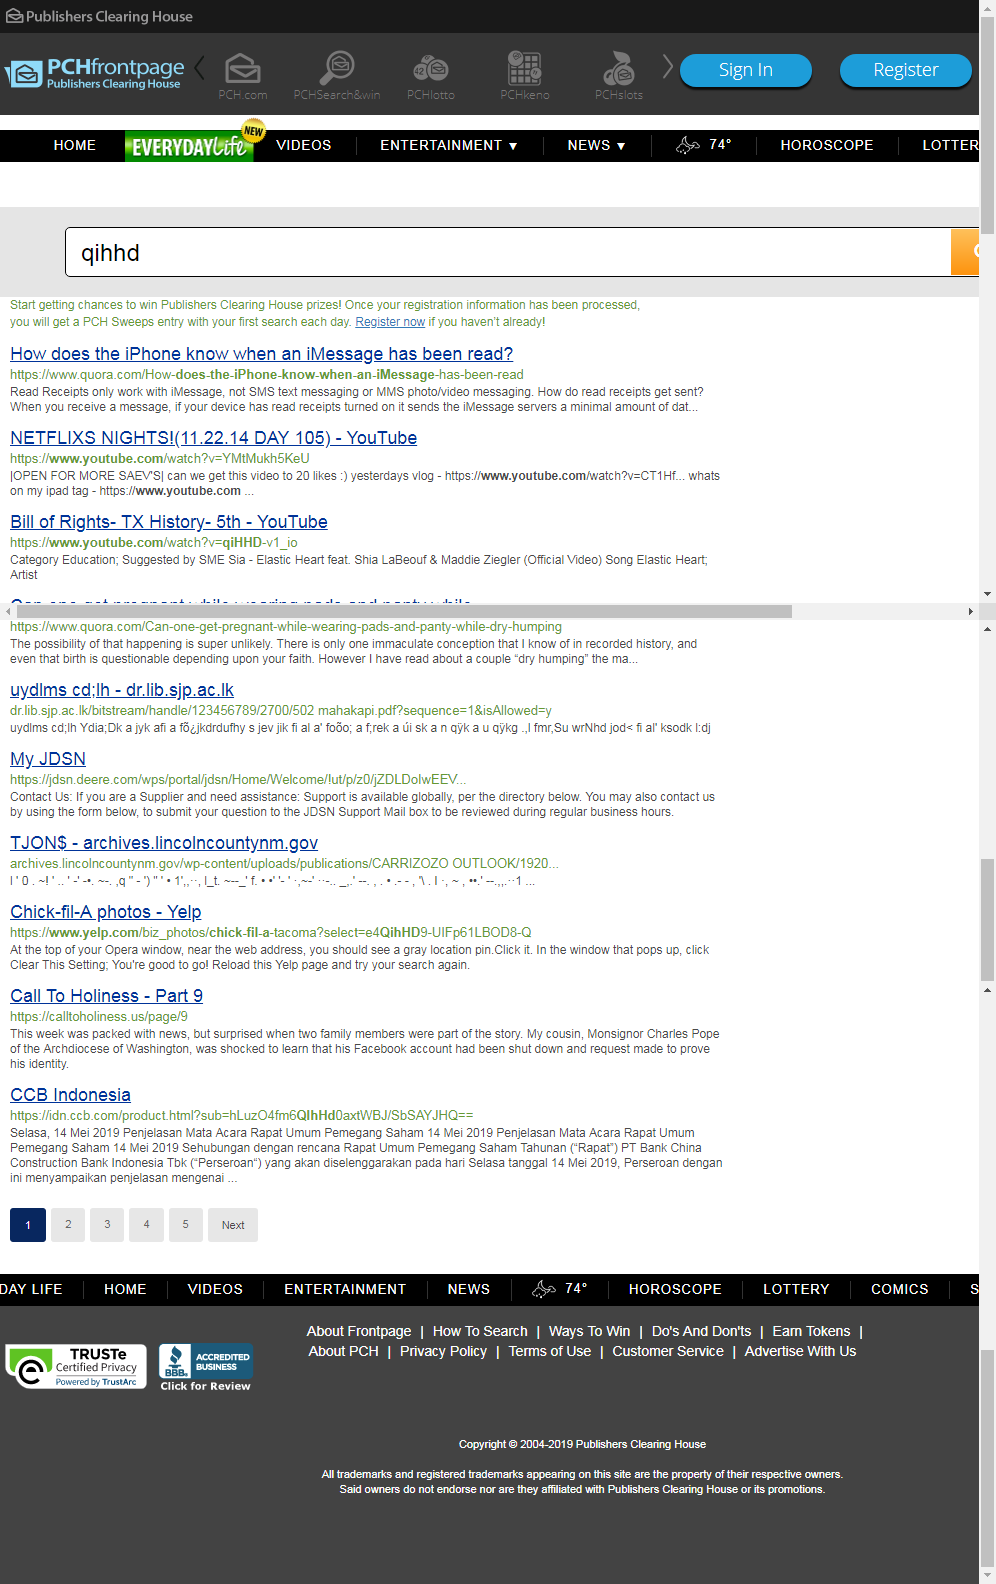 Publishers Clearing House
PCHfrontpage
Publishers Clearing House
PCH.com
PCHSearch&win
PCHlotto
PCHkeno
PCHslots
Sign In
Register
HOME
EVERYDAY Life
NEW
VIDEOS
ENTERTAINMENT ▼
NEWS ▼
74°
HOROSCOPE
LOTTER
qihhd
Start getting chances to win Publishers Clearing House prizes! Once your registration information has been processed,
you will get a PCH Sweeps entry with your first search each day. Register now if you haven't already!
How does the iPhone know when an iMessage has been read?
https://www.quora.com/How-does-the-iPhone-know-when-an-iMessage-has-been-read
Read Receipts only work with iMessage, not SMS text messaging or MMS photo/video messaging. How do read receipts get sent?
When you receive a message, if your device has read receipts turned on it sends the iMessage servers a minimal amount of dat...
NETFLIXS NIGHTS!(11.22.14 DAY 105) - YouTube
https://www.youtube.com/watch?v=YMtMukh5KeU
|OPEN FOR MORE SAEV'S| can we get this video to 20 likes :) yesterdays vlog - https://www.youtube.com/watch?v=CT1Hf... whats
on my ipad tag - https://www.youtube.com ...
Bill of Rights- TX History- 5th - YouTube
https://www.youtube.com/watch?v=qiHHD-v1_io
Category Education; Suggested by SME Sia - Elastic Heart feat. Shia LaBeouf & Maddie Ziegler (Official Video) Song Elastic Heart;
Artist
Can one get pregnant while wearing pads and panty while
https://www.quora.com/Can-one-get-pregnant-while-wearing-pads-and-panty-while-dry-humping
The possibility of that happening is super unlikely. There is only one immaculate conception that I know of in recorded history, and
even that birth is questionable depending upon your faith. However I have read about a couple “dry humping” the ma...
uydlms cd;lh - dr.lib.sjp.ac.lk
dr.lib.sjp.ac.lk/bitstream/handle/123456789/2700/502 mahakapi.pdf?sequence=1&isAllowed=y
uydlms cd;lh Ydia;Dk a jyk afi a fõ¿jkdrdufhy s jev jik fi al a' foõo; a f;rek a úi sk a n qÿk a u qÿkg .,l fmr,Su wrNhd jod< fi al' ksodk l:dj
My JDSN
https://jdsn.deere.com/wps/portal/jdsn/Home/Welcome/!ut/p/z0/jZDLDoIwEEV...
Contact Us: If you are a Supplier and need assistance: Support is available globally, per the directory below. You may also contact us
by using the form below, to submit your question to the JDSN Support Mail box to be reviewed during regular business hours.
TJON$ - archives.lincolncountynm.gov
archives.lincolncountynm.gov/wp-content/uploads/publications/CARRIZOZO OUTLOOK/1920...
Chick-fil-A photos - Yelp
https://www.yelp.com/biz_photos/chick-fil-a-tacoma?select=e4QihHD9-UIFp61LBOD8-Q
At the top of your Opera window, near the web address, you should see a gray location pin.Click it. In the window that pops up, click
Clear This Setting; You're good to go! Reload this Yelp page and try your search again.
Call To Holiness - Part 9
https://calltoholiness.us/page/9
This week was packed with news, but surprised when two family members were part of the story. My cousin, Monsignor Charles Pope
of the Archdiocese of Washington, was shocked to learn that his Facebook account had been shut down and request made to prove
his identity.
CCB Indonesia
https://idn.ccb.com/product.html?sub=hLuzO4fm6QIhHd0axtWBJ/SbSAYJHQ==
Selasa, 14 Mei 2019 Penjelasan Mata Acara Rapat Umum Pemegang Saham 14 Mei 2019 Penjelasan Mata Acara Rapat Umum
Pemegang Saham 14 Mei 2019 Sehubungan dengan rencana Rapat Umum Pemegang Saham Tahunan (“Rapat”) PT Bank China
Construction Bank Indonesia Tbk (“Perseroan“) yang akan diselenggarakan pada hari Selasa tanggal 14 Mei 2019, Perseroan dengan
ini menyampaikan penjelasan mengenai ...
1 2 3 4 5 Next
DAY LIFE
HOME
VIDEOS
ENTERTAINMENT
NEWS
74°
HOROSCOPE
LOTTERY
COMICS
S
About Frontpage | How To Search | Ways To Win | Do's And Don'ts | Earn Tokens |
About PCH | Privacy Policy | Terms of Use | Customer Service | Advertise With Us
TRUSTe
Certified Privacy
Powered by TrustArc
BBB.
ACCREDITED
BUSINESS
Click for Review
Copyright © 2004-2019 Publishers Clearing House
All trademarks and registered trademarks appearing on this site are the property of their respective owners.
Said owners do not endorse nor are they affiliated with Publishers Clearing House or its promotions.